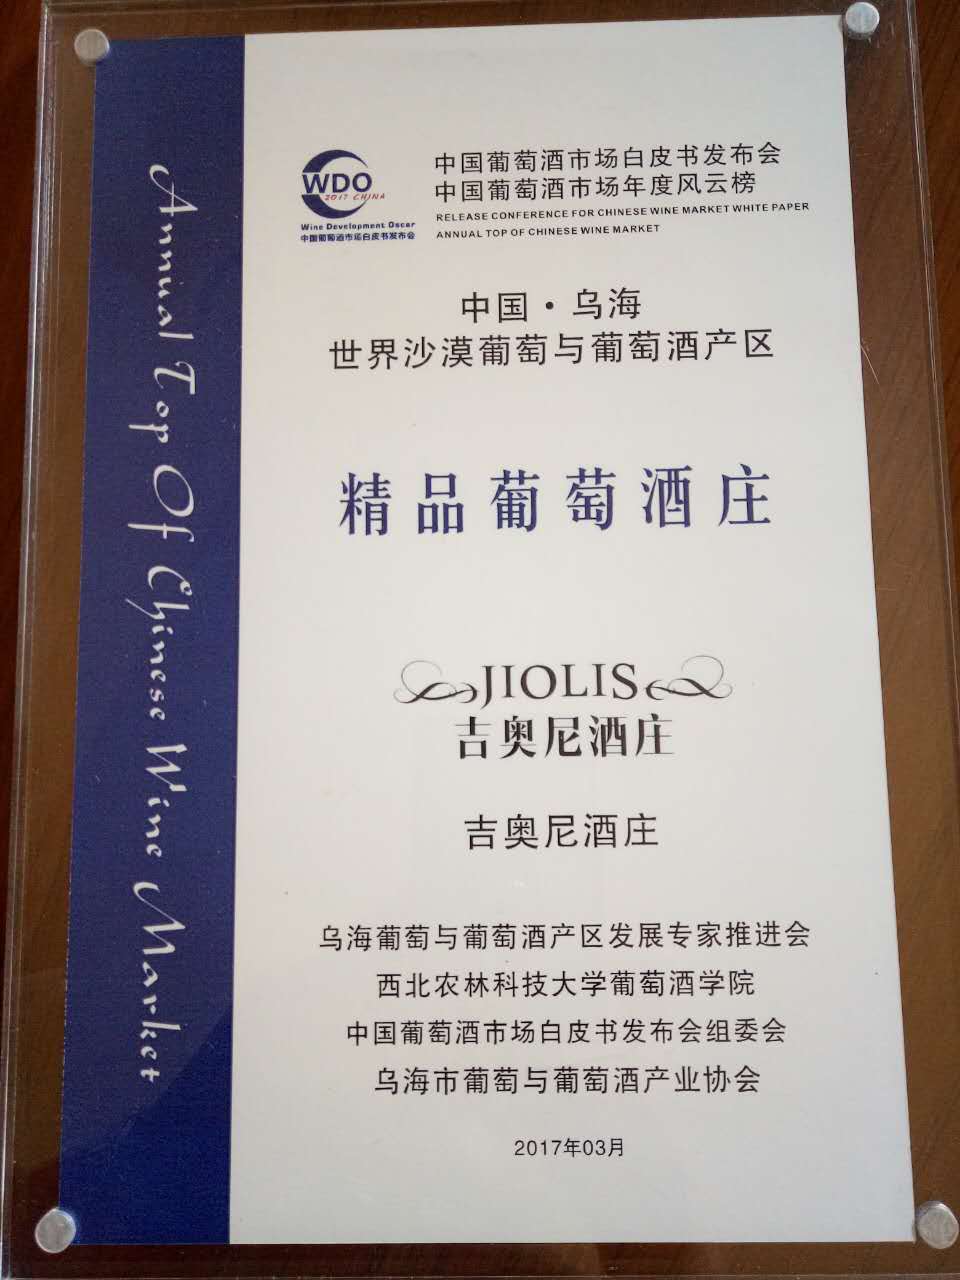 Annual Top Of Chinese Wine Market
WDO
2017 CHINA
Wine Development Oscar
中国葡萄酒市场白皮书发布会
中国葡萄酒市场白皮书发布会
中国葡萄酒市场年度风云榜
RELEASE CONFERENCE FOR CHINESE WINE MARKET WHITE PAPER
ANNUAL TOP OF CHINESE WINE MARKET
中国·乌海
世界沙漠葡萄与葡萄酒产区
精品葡萄酒庄
JIOLIS
吉奥尼酒庄
吉奥尼酒庄
乌海葡萄与葡萄酒产区发展专家推进会
西北农林科技大学葡萄酒学院
中国葡萄酒市场白皮书发布会组委会
乌海市葡萄与葡萄酒产业协会
2017年03月